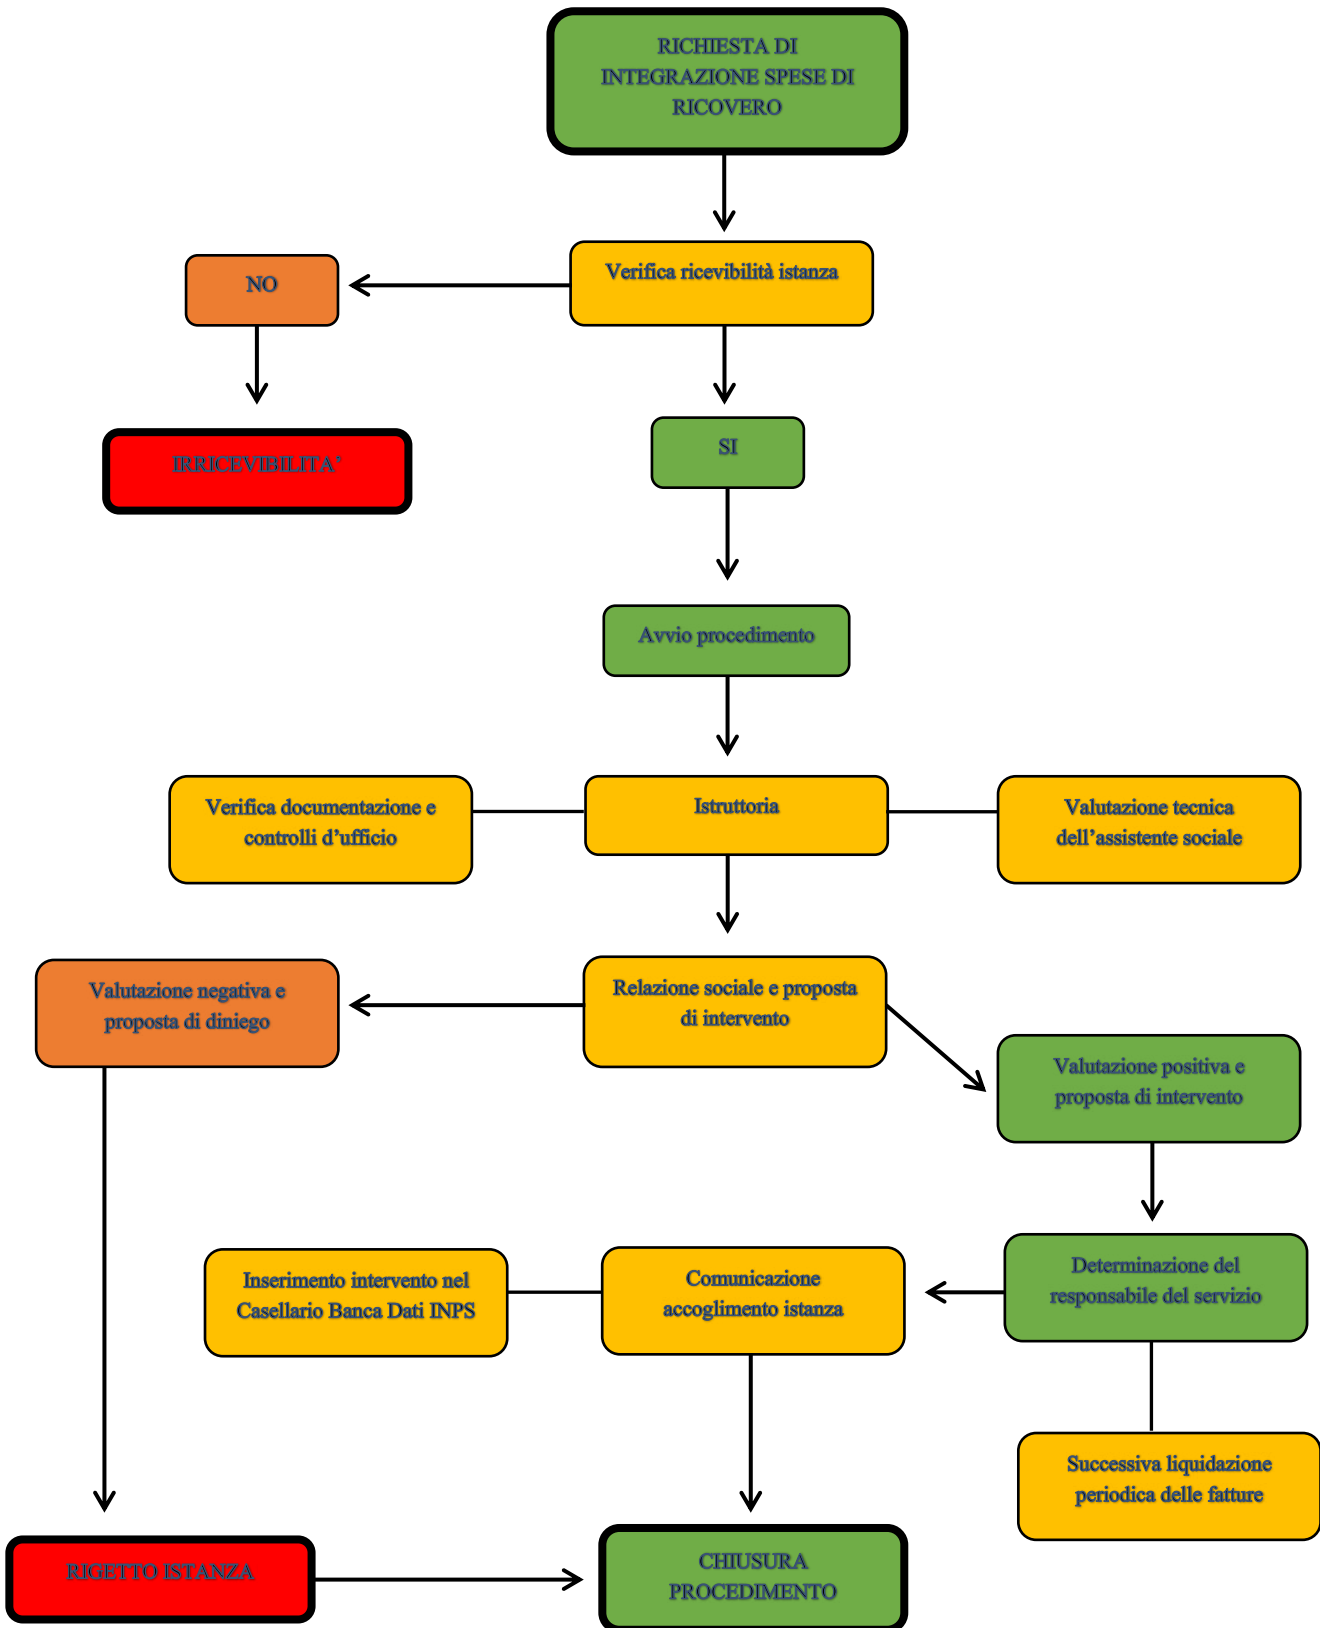 RICHIESTA DI
INTEGRAZIONE SPESE DI
RICOVERO
Verifica ricevibilità istanza
NO
IRRICEVIBILITA'
SI
Avvio procedimento
Verifica documentazione e
controlli d'ufficio
Istruttoria
Valutazione tecnica
dell'assistente sociale
Valutazione negativa e
proposta di diniego
Relazione sociale e proposta
di intervento
Valutazione positiva e
proposta di intervento
Inserimento intervento nel
Casellario Banca Dati INPS
Comunicazione
accoglimento istanza
Determinazione del
responsabile del servizio
Successiva liquidazione
periodica delle fatture
RIGETTO ISTANZA
CHIUSURA
PROCEDIMENTO